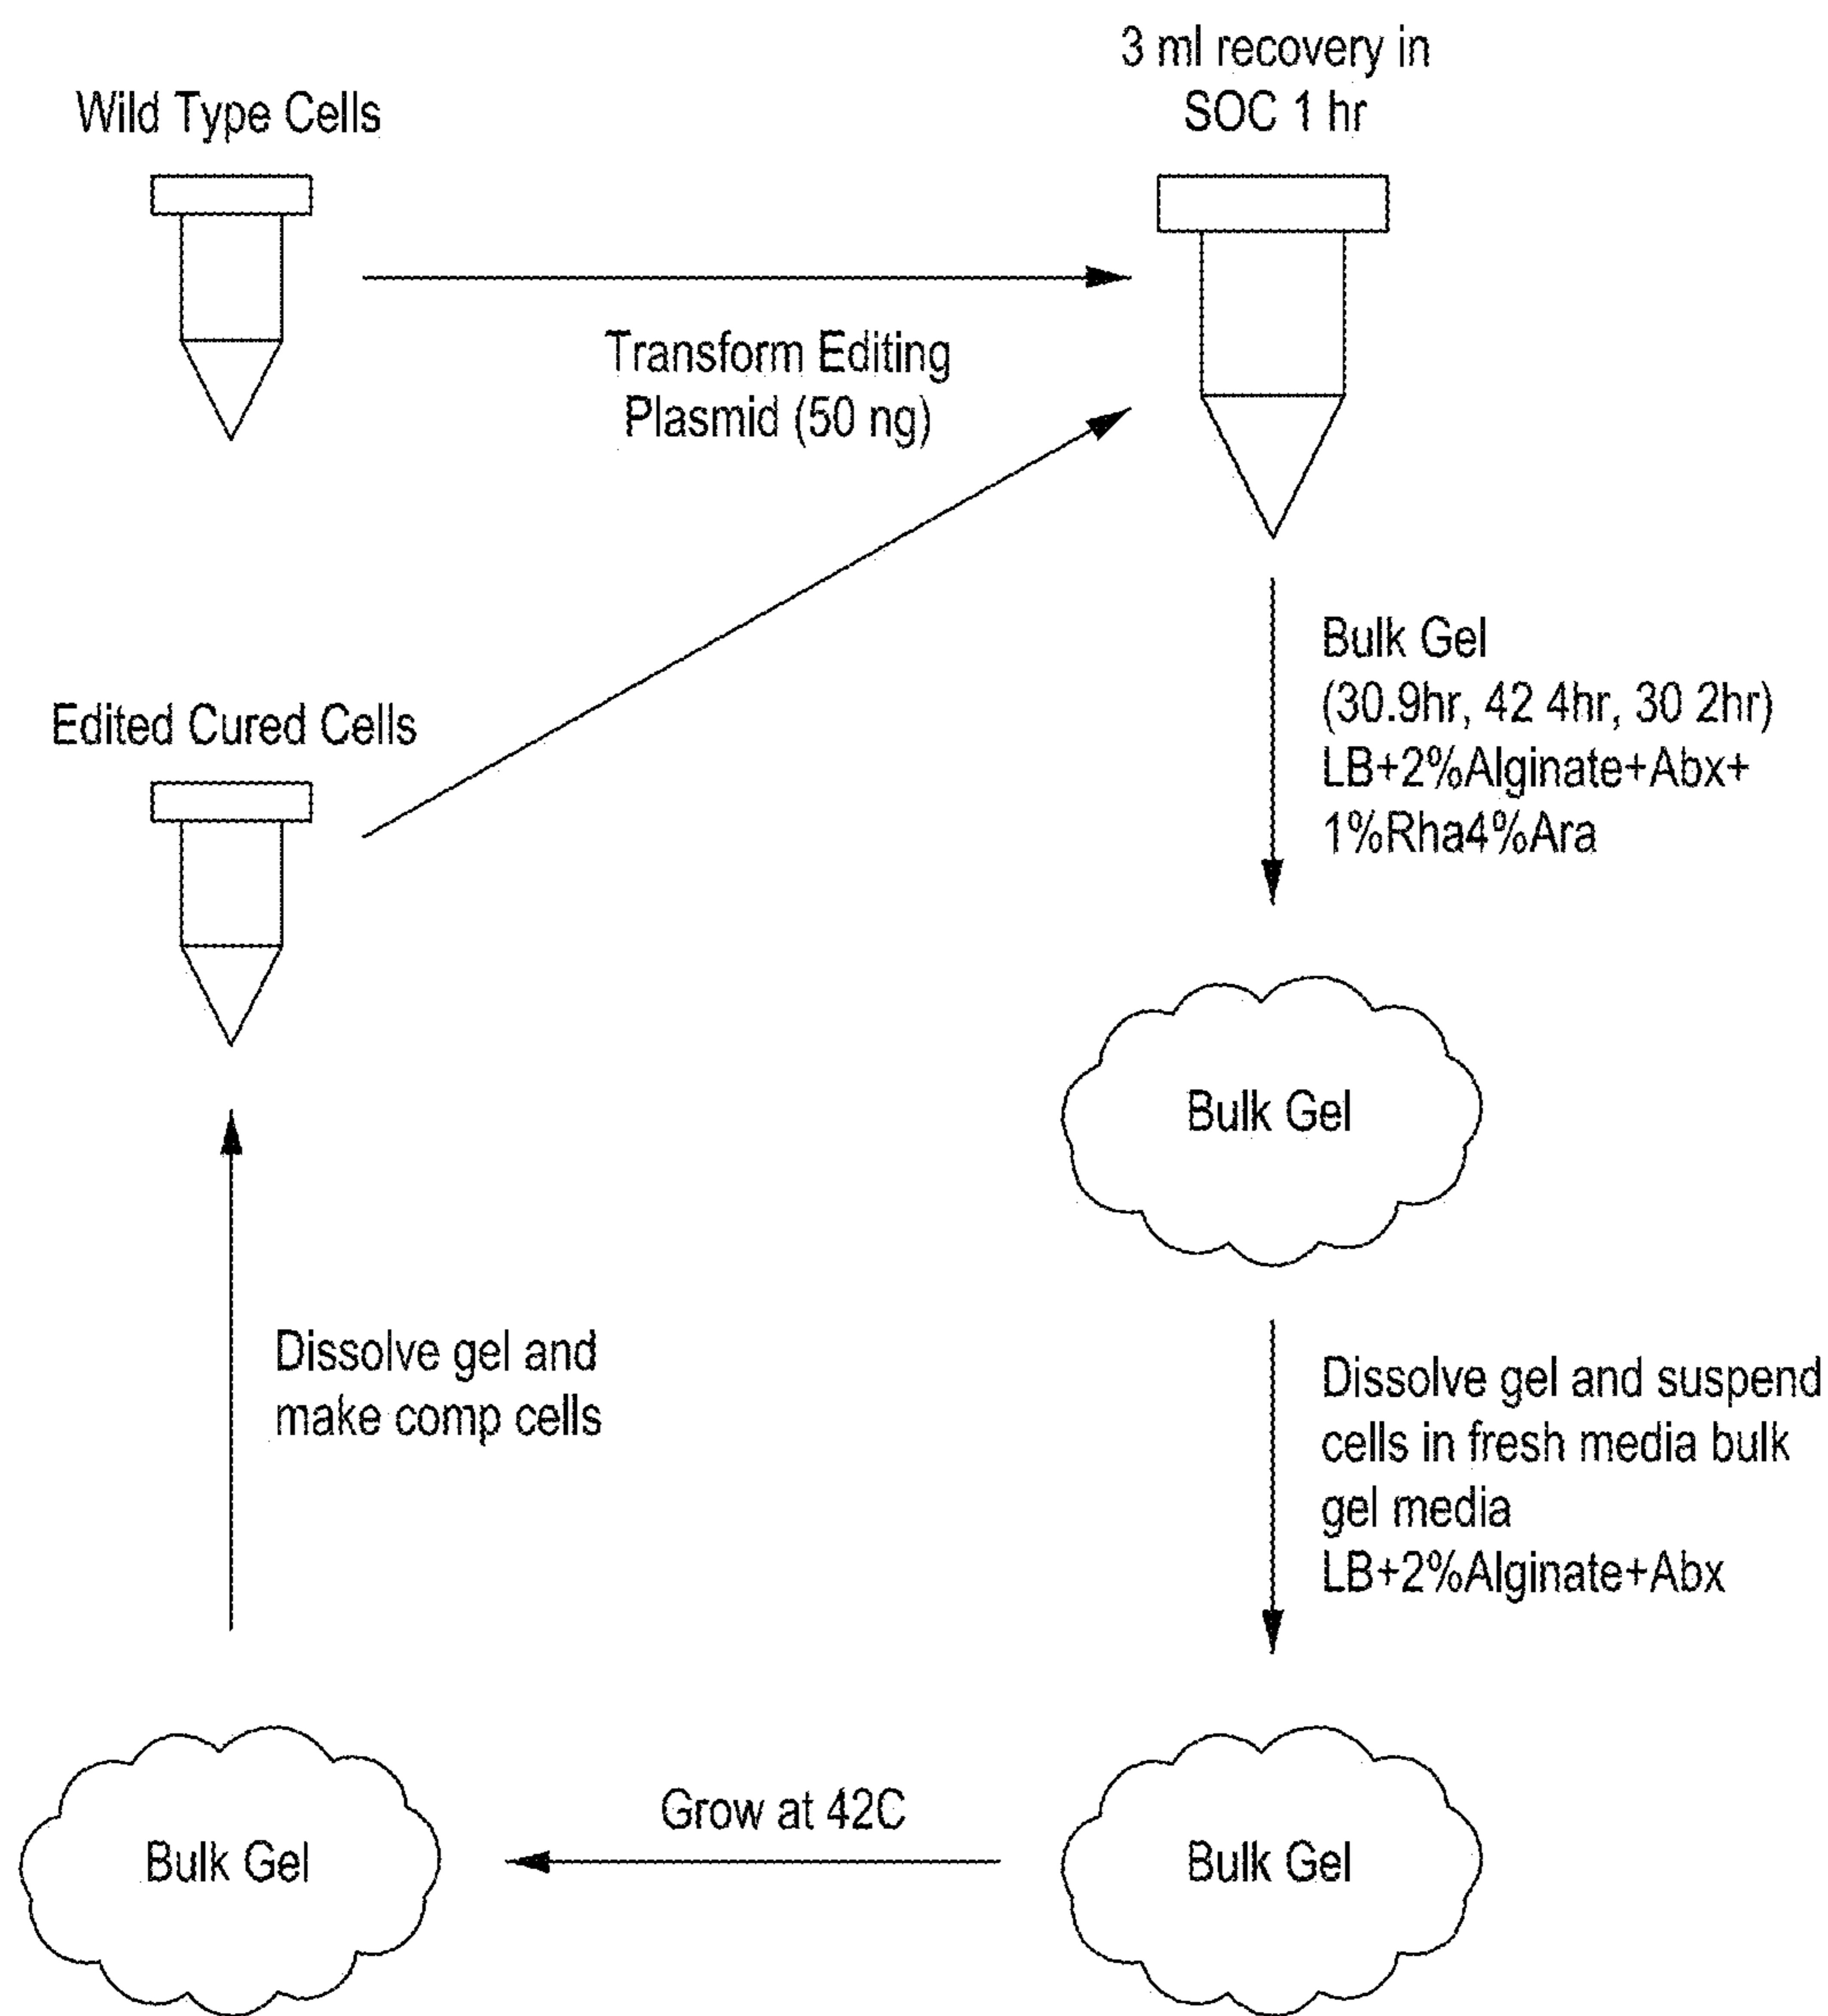 3 ml recovery in
SOC 1 hr
Wild Type Cells
Transform Editing
Plasmid (50 ng)
Bulk Gel
(30.9hr, 42 4hr, 30 2hr)
LB+2%Alginate+Abx+
1%Rha4%Ara
Edited Cured Cells
Bulk Gel
Dissolve gel and
make comp cells
Dissolve gel and suspend
cells in fresh media bulk
gel media
LB+2%Alginate+Abx
Grow at 42C
Bulk Gel
Bulk Gel